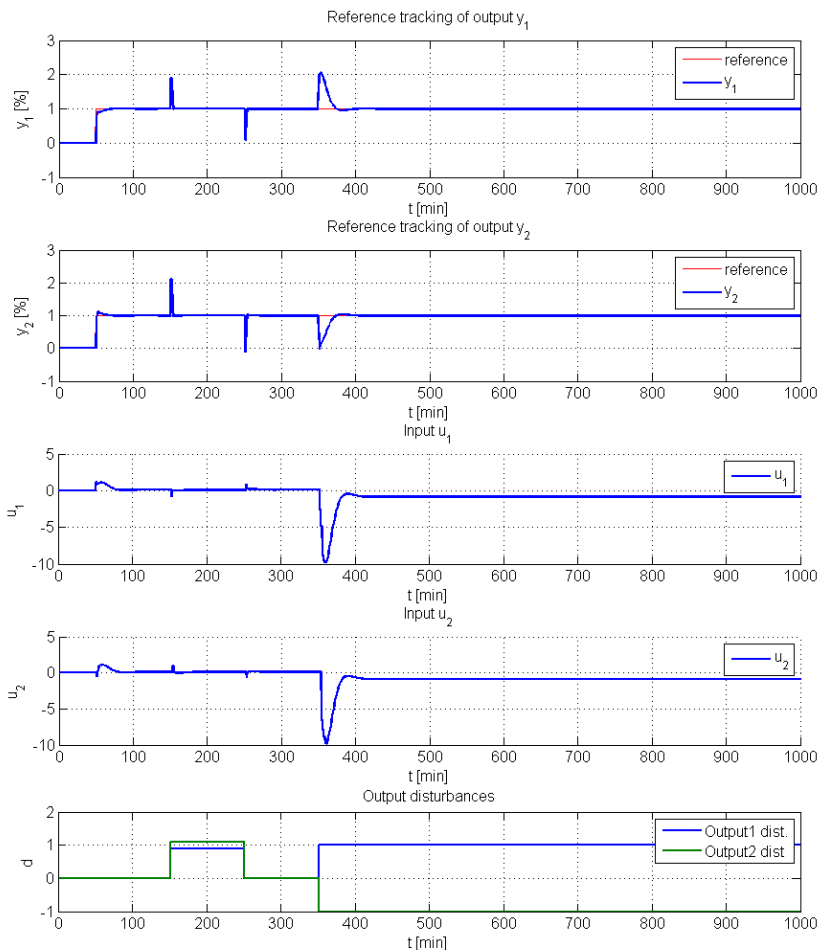 Reference tracking of output y1
3
2
1
0
-1
y1 [%]
reference
y1
0 100 200 300 400 500 600 700 800 900 1000
t [min]
Reference tracking of output y2
3
2
1
0
-1
y2 [%]
reference
y2
0 100 200 300 400 500 600 700 800 900 1000
t [min]
Input u1
5
0
-5
-10
u1
u1
0 100 200 300 400 500 600 700 800 900 1000
t [min]
Input u2
5
0
-5
-10
u2
u2
0 100 200 300 400 500 600 700 800 900 1000
t [min]
Output disturbances
2
1
0
-1
d
Output1 dist.
Output2 dist
0 100 200 300 400 500 600 700 800 900 1000
t [min]